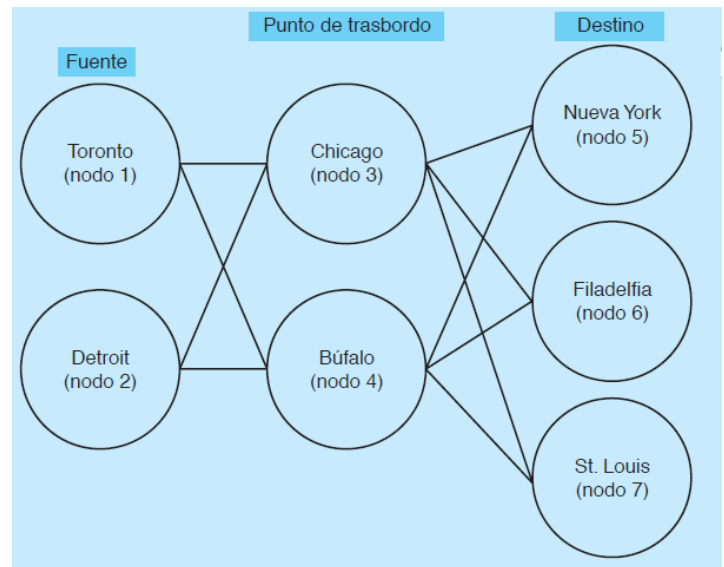 Fuente
Punto de trasbordo
Destino
Toronto
(nodo 1)
Chicago
(nodo 3)
Nueva York
(nodo 5)
Filadelfia
(nodo 6)
Detroit
(nodo 2)
Búfalo
(nodo 4)
St. Louis
(nodo 7)